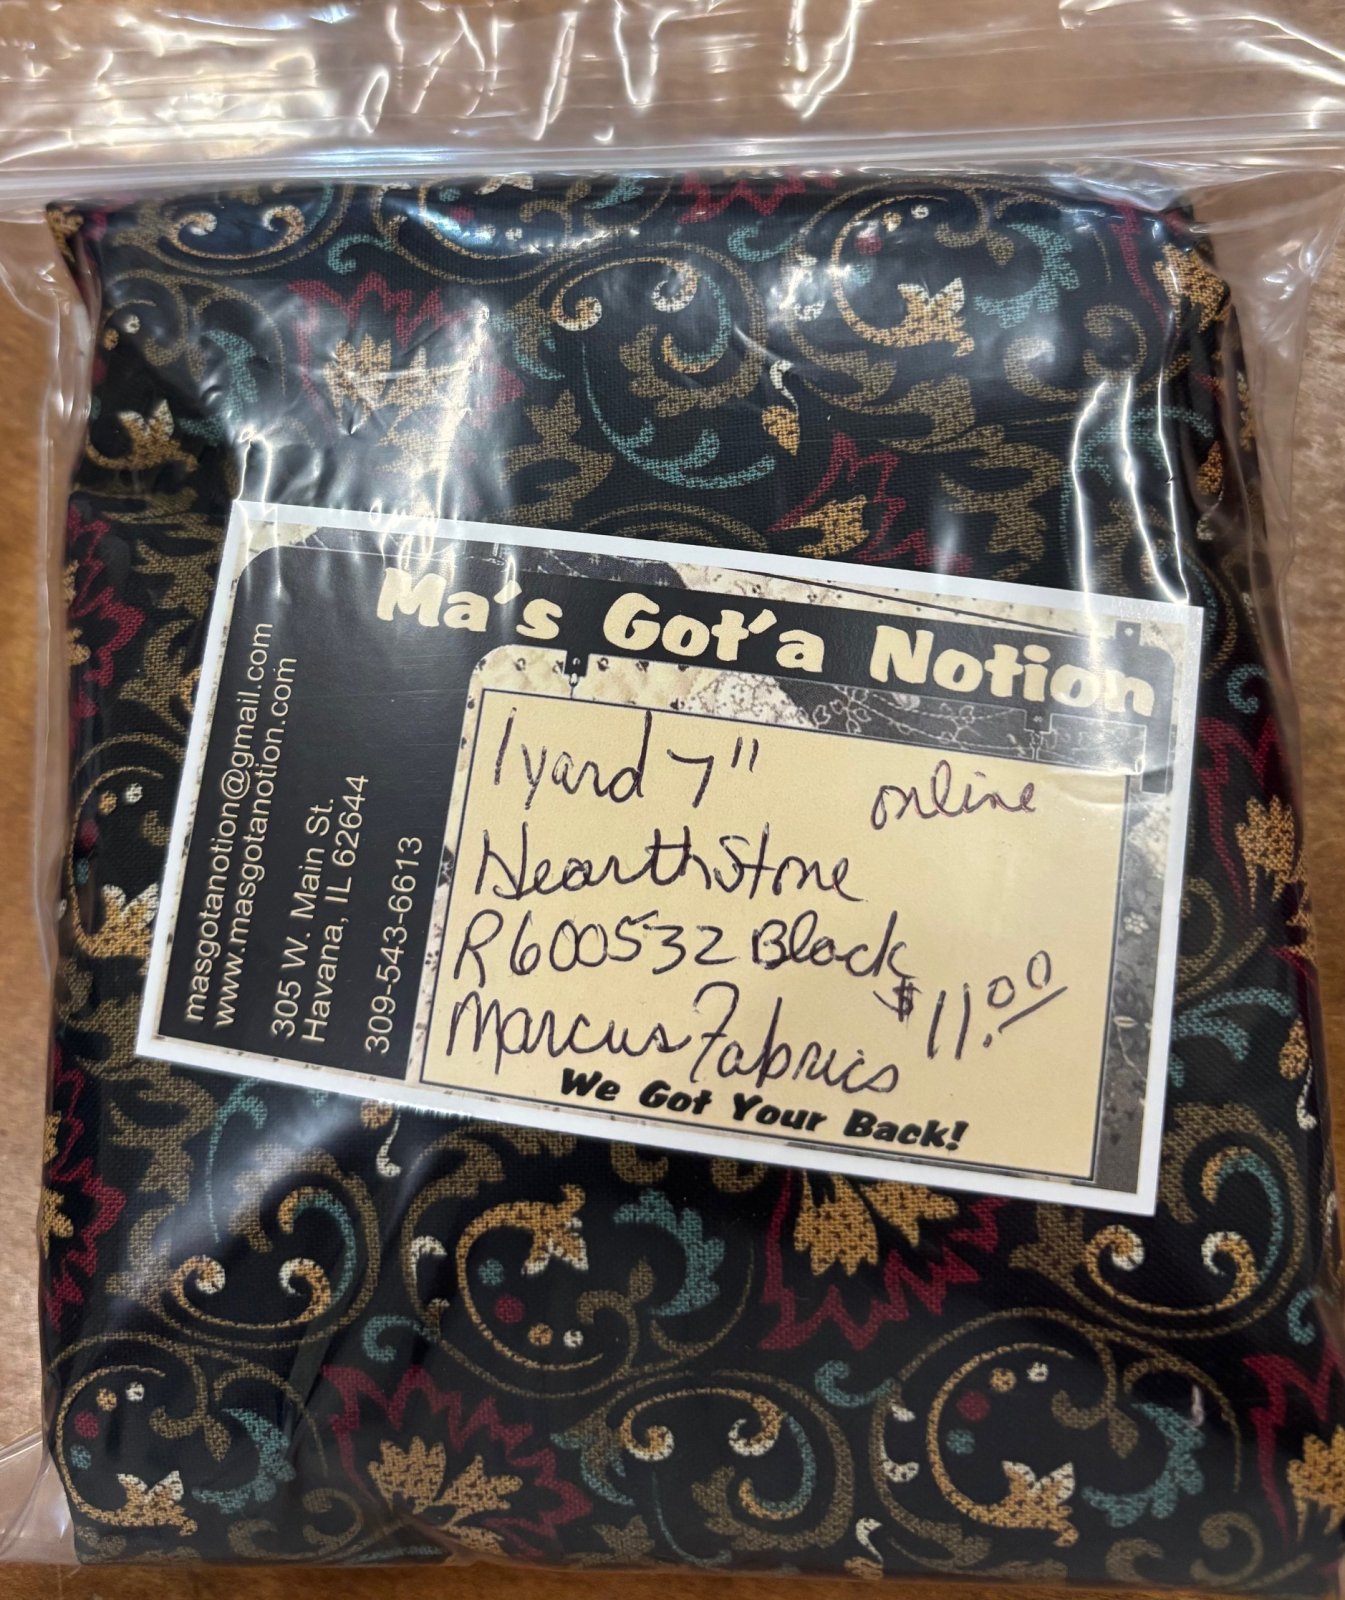 Ma's Got'a Notion
masgotanotion@gmail.com
www.masgotanotion.com
305 W. Main St.
Havana, IL 62644
309-543-6613
1 yard 7" online
Hearthstone
R600532 Black
$11.00
Marcus Fabrics
We Got Your Back!